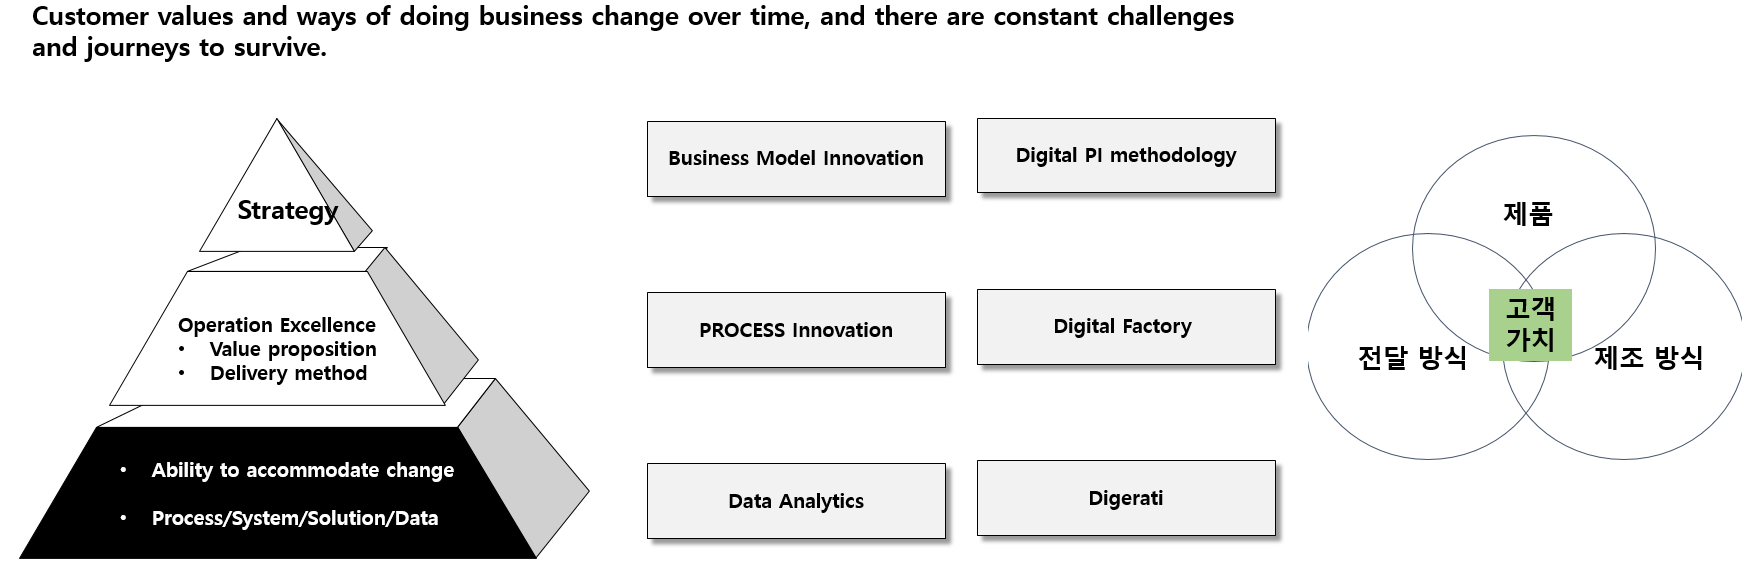 Customer values and ways of doing business change over time, and there are constant challenges
and journeys to survive.
Strategy
Operation Excellence
• Value proposition
• Delivery method
• Ability to accommodate change
• Process/System/Solution/Data
Business Model Innovation
Digital PI methodology
PROCESS Innovation
Digital Factory
Data Analytics
Digerati
제품
고객
가치
전달 방식
제조 방식